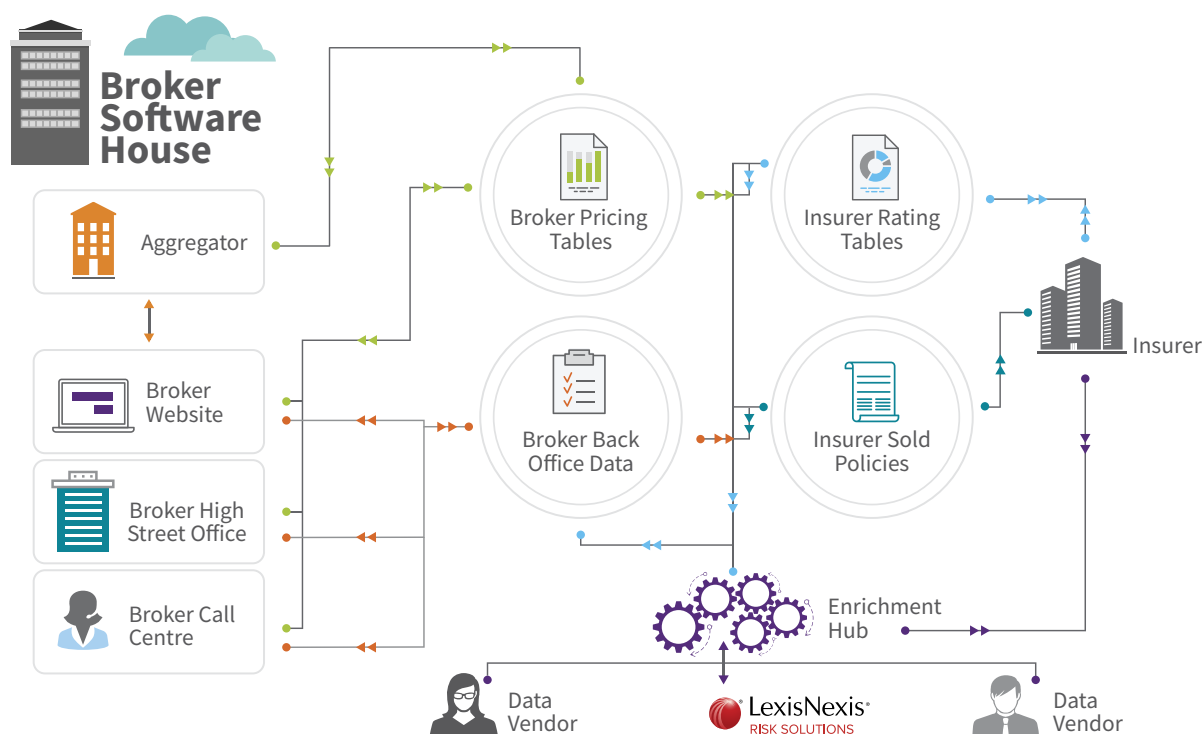 Broker
Software
House
Aggregator
Broker
Website
Broker High
Street Office
Broker Call
Centre
Broker Pricing
Tables
Insurer Rating
Tables
Broker Back
Office Data
Insurer Sold
Policies
Insurer
Enrichment
Hub
Data
Vendor
LexisNexis®
RISK SOLUTIONS
Data
Vendor